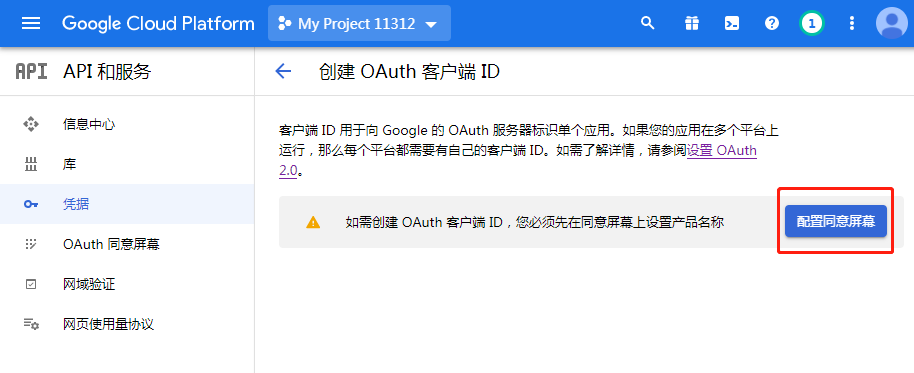 Google Cloud Platform
My Project 11312
1
API
API 和服务
创建 OAuth 客户端 ID
信息中心
库
凭据
OAuth 同意屏幕
网域验证
网页使用量协议
客户端 ID 用于向 Google 的 OAuth 服务器标识单个应用。如果您的应用在多个平台上
运行，那么每个平台都需要有自己的客户端 ID。如需了解详情，请参阅设置 OAuth
2.0。
如需创建 OAuth 客户端 ID，您必须先在同意屏幕上设置产品名称
配置同意屏幕